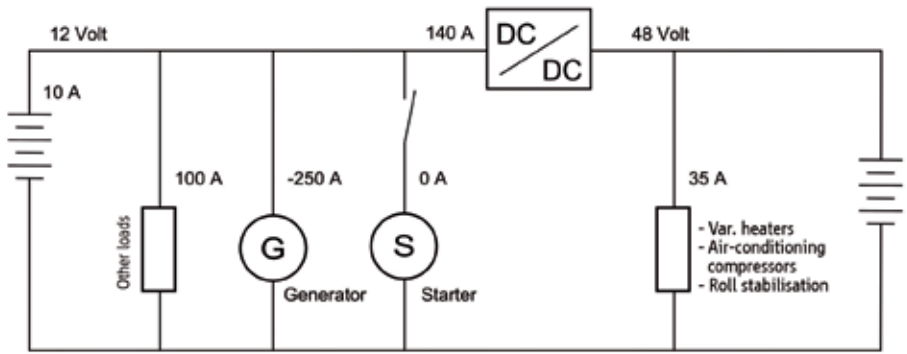 12 Volt
140 A
DC
DC
48 Volt
10 A
100 A
-250 A
0 A
35 A
Other loads
G
S
Generator
Starter
- Var. heaters
- Air-conditioning
compressors
- Roll stabilisation